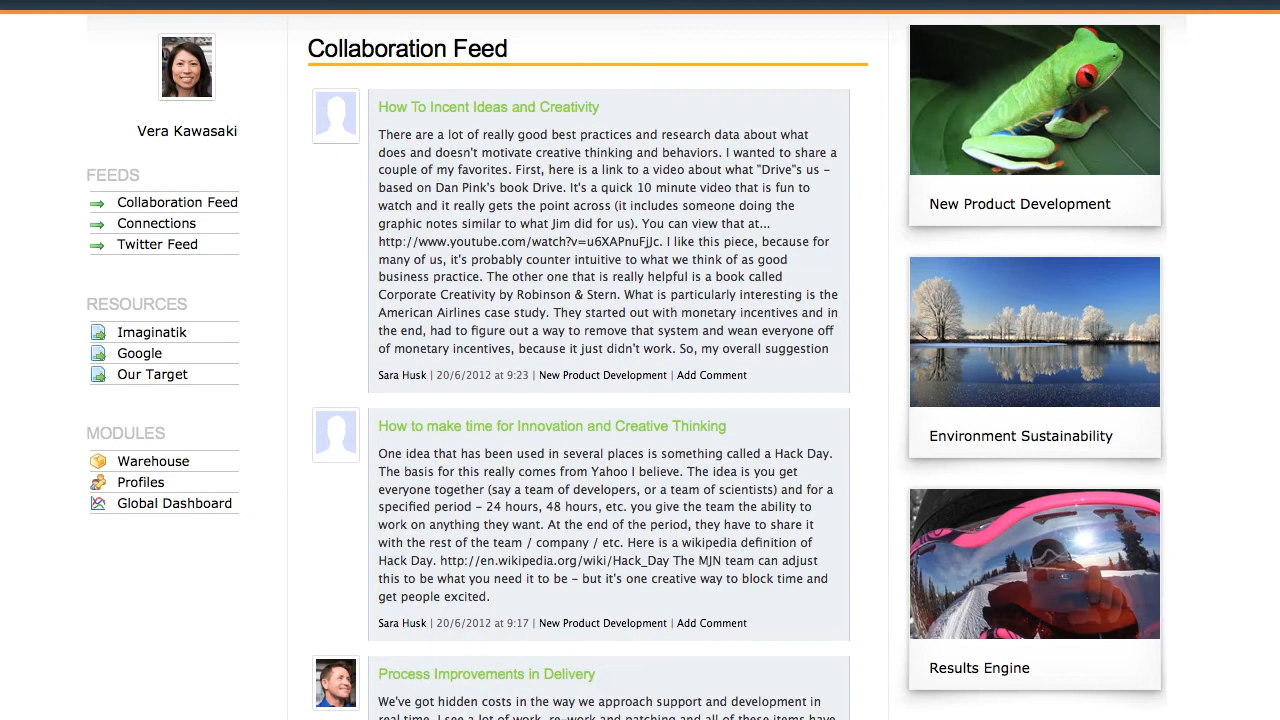 Vera Kawasaki
FEEDS
Collaboration Feed
Connections
Twitter Feed
RESOURCES
Imaginatik
Google
Our Target
MODULES
Warehouse
Profiles
Global Dashboard
Collaboration Feed
How To Incent Ideas and Creativity
There are a lot of really good best practices and research data about what
does and doesn't motivate creative thinking and behaviors. I wanted to share a
couple of my favorites. First, here is a link to a video about what "Drive"s us -
based on Dan Pink's book Drive. It's a quick 10 minute video that is fun to
watch and it really gets the point across (it includes someone doing the
graphic notes similar to what Jim did for us). You can view that at...
http://www.youtube.com/watch?v=u6XAPnuFjJc. I like this piece, because for
many of us, it's probably counter intuitive to what we think of as good
business practice. The other one that is really helpful is a book called
Corporate Creativity by Robinson & Stern. What is particularly interesting is the
American Airlines case study. They started out with monetary incentives and in
the end, had to figure out a way to remove that system and wean everyone off
of monetary incentives, because it just didn't work. So, my overall suggestion
Sara Husk | 20/6/2012 at 9:23 | New Product Development | Add Comment
How to make time for Innovation and Creative Thinking
One idea that has been used in several places is something called a Hack Day.
The basis for this really comes from Yahoo I believe. The idea is you get
everyone together (say a team of developers, or a team of scientists) and for a
specified period - 24 hours, 48 hours, etc. you give the team the ability to
work on anything they want. At the end of the period, they have to share it
with the rest of the team / company / etc. Here is a wikipedia definition of
Hack Day. http://en.wikipedia.org/wiki/Hack_Day The MJN team can adjust
this to be what you need it to be - but it's one creative way to block time and
get people excited.
Sara Husk | 20/6/2012 at 9:17 | New Product Development | Add Comment
Process Improvements in Delivery
We've got hidden costs in the way we approach support and development in
real time. I see a lot of work, re-work and patching and all of these items have
New Product Development
Environment Sustainability
Results Engine